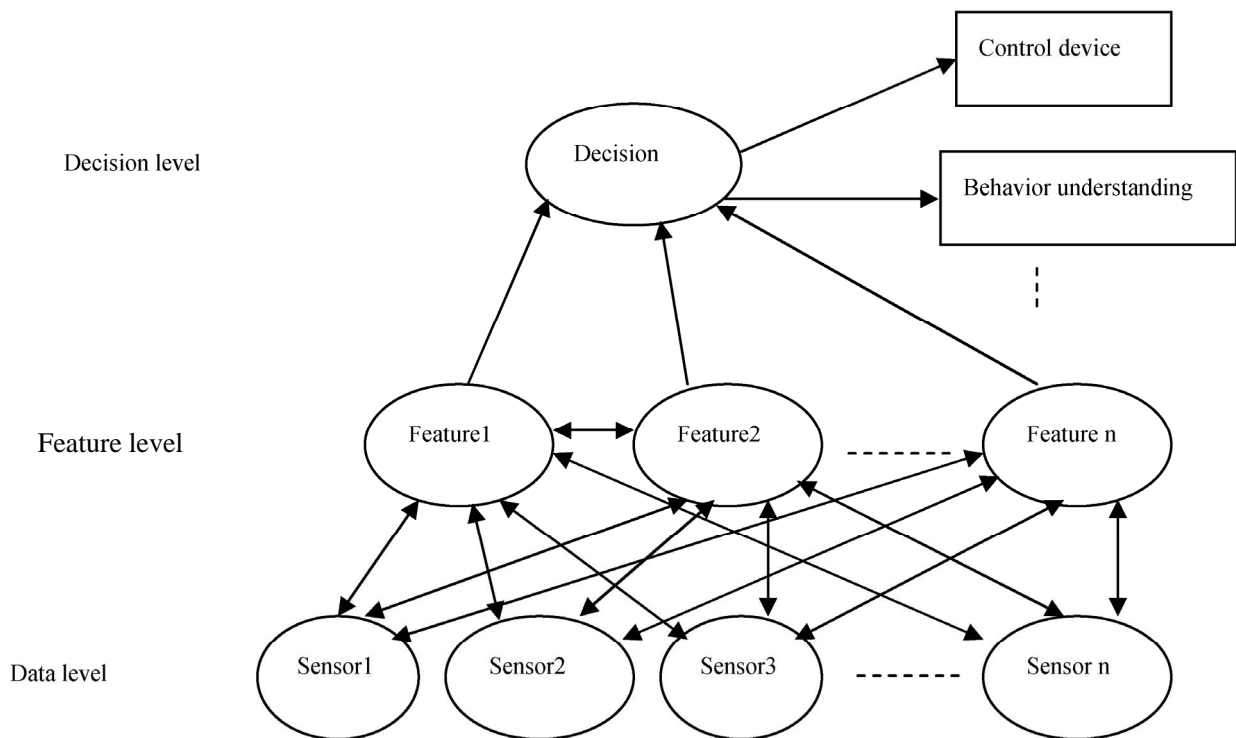 Control device
Decision level
Decision
Behavior understanding
Feature level
Feature1
Feature2
Feature n
Data level
Sensor1
Sensor2
Sensor3
Sensor n